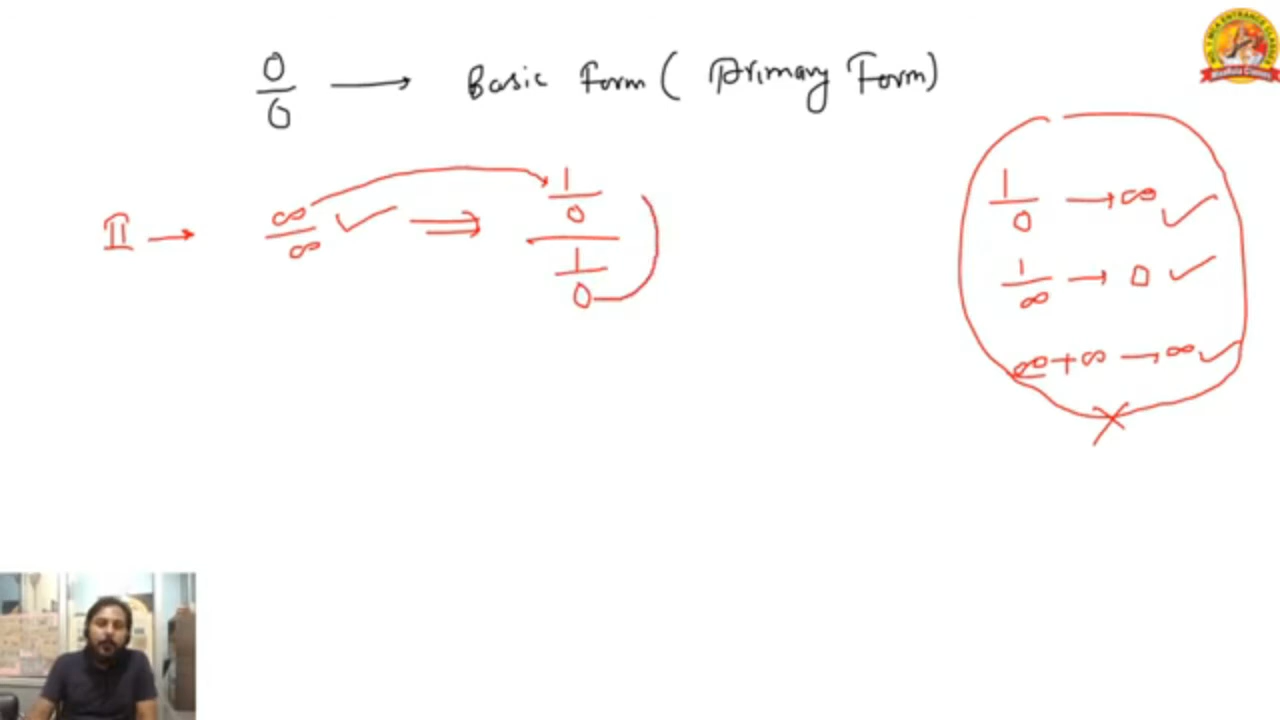 0/0 → Basic Form ( Primary Form)
II → ∞/∞ ✓ ⇒ (1/0)/(1/0)
1/0 → ∞ ✓
1/∞ → 0 ✓
∞+∞ → ∞ ✓
×